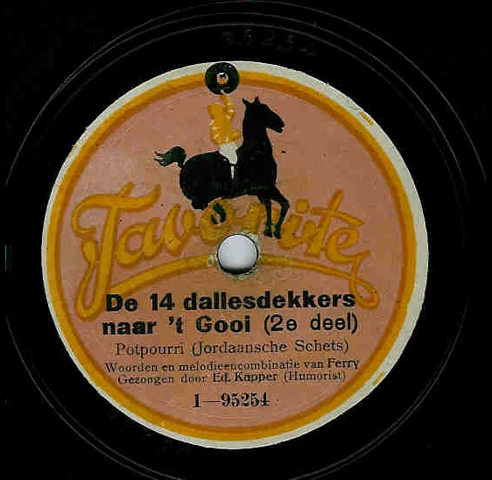 Favorite
De 14 dallesdekkers
naar 't Gooi (2e deel)
Potpourri (Jordaansche Schets)
Woorden en melodieencombinatie van Ferry
Gezongen door Ed. Kapper (Humorist)
1—95254